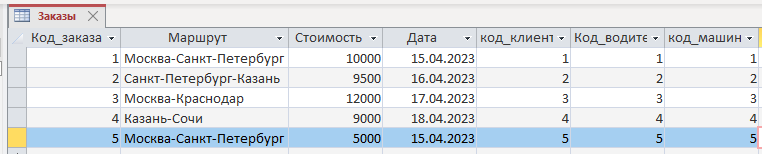 Заказы
Код_заказа Маршрут Стоимость Дата код_клиент Код_водите код_машин
1 Москва-Санкт-Петербург 10000 15.04.2023 1 1 1
2 Санкт-Петербург-Казань 9500 16.04.2023 2 2 2
3 Москва-Краснодар 12000 17.04.2023 3 3 3
4 Казань-Сочи 9000 18.04.2023 4 4 4
5 Москва-Санкт-Петербург 5000 15.04.2023 5 5 5